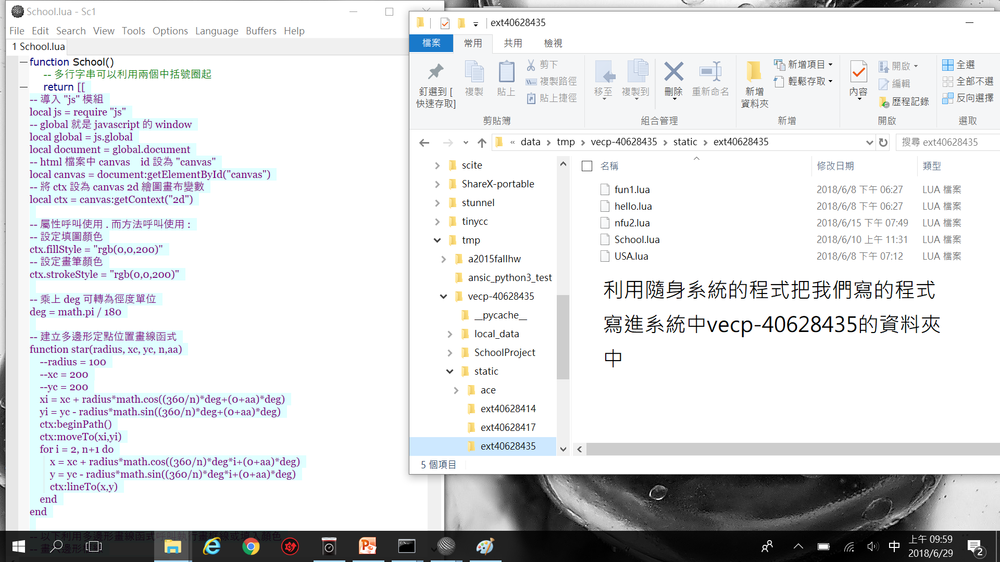 School.lua - Sc1
File Edit Search View Tools Options Language Buffers Help
1 School.lua
function School()
-- 多行字串可以利用兩個中括號圈起
return [[
-- 導入 "js" 模組
local js = require "js"
-- global 就是 javascript 的 window
local global = js.global
local document = global.document
-- html 檔案中 canvas id 設為 "canvas"
local canvas = document:getElementById("canvas")
-- 將 ctx 設為 canvas 2d 繪圖畫布變數
local ctx = canvas:getContext("2d")
-- 屬性呼叫使用 . 而方法呼叫使用 :
-- 設定填圖顏色
ctx.fillStyle = "rgb(0,0,200)"
-- 設定畫筆顏色
ctx.strokeStyle = "rgb(0,0,200)"
-- 乘上 deg 可轉為徑度單位
deg = math.pi / 180
-- 建立多邊形定點位置畫線函式
function star(radius, xc, yc, n,aa)
--radius = 100
--xc = 200
--yc = 200
xi = xc + radius*math.cos((360/n)*deg+(0+aa)*deg)
yi = yc - radius*math.sin((360/n)*deg+(0+aa)*deg)
ctx:beginPath()
ctx:moveTo(xi,yi)
for i = 2, n+1 do
x = xc + radius*math.cos((360/n)*deg*i+(0+aa)*deg)
y = yc - radius*math.sin((360/n)*deg*i+(0+aa)*deg)
ctx:lineTo(x,y)
end
end
-- 以下利用多邊形畫線函式呼叫執行畫框線或填入顏色
ext40628435
檔案 常用 共用 檢視
釘選到 [
快速存取]
複製
貼上
剪下
複製路徑
貼上捷徑
剪貼簿
移至
複製到
刪除
重新命名
組合管理
新增
資料夾
新增項目
輕鬆存取
新增
內容
開啟
編輯
歷程記錄
開啟
全選
全部不選
反向選擇
選取
« data > tmp > vecp-40628435 > static > ext40628435
搜尋 ext40628435
scite
ShareX-portable
stunnel
tinycc
tmp
a2015fallhw
ansic_python3_test
vecp-40628435
__pycache__
local_data
SchoolProject
static
ace
ext40628414
ext40628417
ext40628435
名稱 修改日期 類型
fun1.lua 2018/6/8 下午 06:27 LUA 檔案
hello.lua 2018/6/8 下午 06:27 LUA 檔案
nfu2.lua 2018/6/15 下午 07:49 LUA 檔案
School.lua 2018/6/10 上午 11:31 LUA 檔案
USA.lua 2018/6/8 下午 07:12 LUA 檔案
利用隨身系統的程式把我們寫的程式
寫進系統中vecp-40628435的資料夾
中
5 個項目
中
上午 09:59
2018/6/29
2